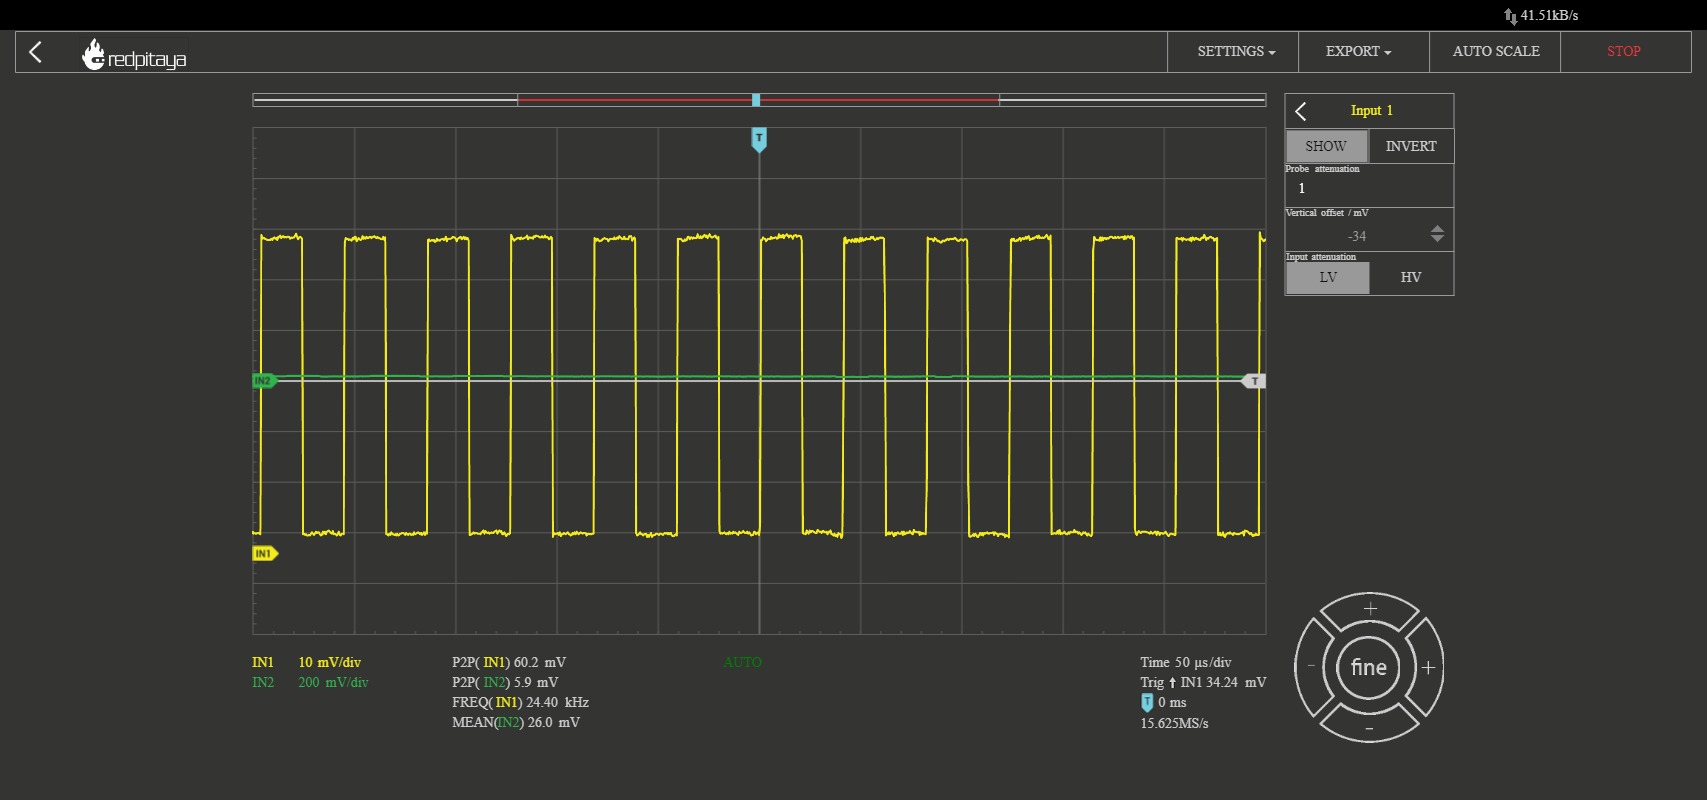 41.51kB/s
redpitaya
SETTINGS
EXPORT
AUTO SCALE
STOP
Input 1
SHOW
INVERT
Probe attenuation
1
Vertical offset / mV
-34
Input attenuation
LV
HV
T
IN2
T
IN1
IN1 10 mV/div
IN2 200 mV/div
P2P( IN1) 60.2 mV
P2P( IN2) 5.9 mV
FREQ( IN1) 24.40 kHz
MEAN(IN2) 26.0 mV
AUTO
Time 50 µs/div
Trig ↑ IN1 34.24 mV
T 0 ms
15.625MS/s
+
-
fine
+
-